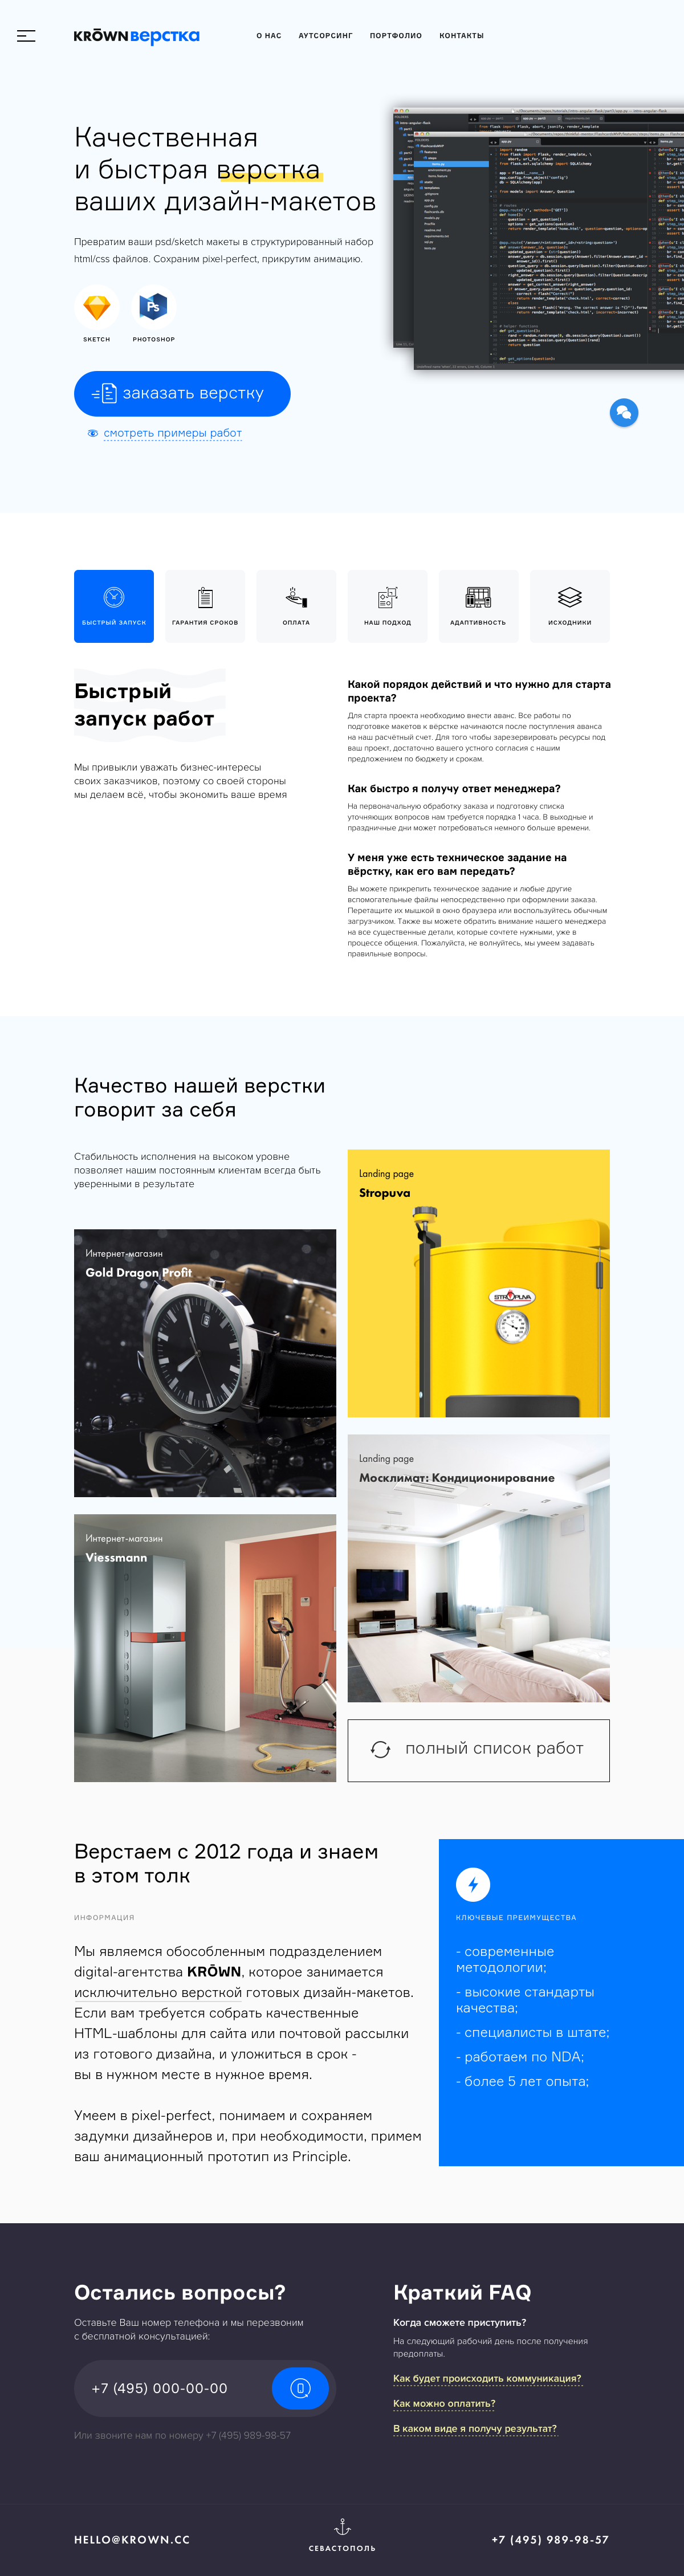 KRŌWN верстка
О НАС
АУТСОРСИНГ
ПОРТФОЛИО
КОНТАКТЫ
Качественная
и быстрая верстка
ваших дизайн-макетов
Превратим ваши psd/sketch макеты в структурированный набор
html/css файлов. Сохраним pixel-perfect, прикрутим анимацию.
Ps
SKETCH
PHOTOSHOP
заказать верстку
смотреть примеры работ
БЫСТРЫЙ ЗАПУСК
ГАРАНТИЯ СРОКОВ
ОПЛАТА
НАШ ПОДХОД
АДАПТИВНОСТЬ
ИСХОДНИКИ
Быстрый
запуск работ
Мы привыкли уважать бизнес-интересы
своих заказчиков, поэтому со своей стороны
мы делаем всё, чтобы экономить ваше время
Какой порядок действий и что нужно для старта
проекта?
Для старта проекта необходимо внести аванс. Все работы по
подготовке макетов к вёрстке начинаются после поступления аванса
на наш расчётный счет. Для того чтобы зарезервировать ресурсы под
ваш проект, достаточно вашего устного согласия с нашим
предложением по бюджету и срокам.
Как быстро я получу ответ менеджера?
На первоначальную обработку заказа и подготовку списка
уточняющих вопросов нам требуется порядка 1 часа. В выходные и
праздничные дни может потребоваться немного больше времени.
У меня уже есть техническое задание на
вёрстку, как его вам передать?
Вы можете прикрепить техническое задание и любые другие
вспомогательные файлы непосредственно при оформлении заказа.
Перетащите их мышкой в окно браузера или воспользуйтесь обычным
загрузчиком. Также вы можете обратить внимание нашего менеджера
на все существенные детали, которые сочтете нужными, уже в
процессе общения. Пожалуйста, не волнуйтесь, мы умеем задавать
правильные вопросы.
Качество нашей верстки
говорит за себя
Стабильность исполнения на высоком уровне
позволяет нашим постоянным клиентам всегда быть
уверенными в результате
Landing page
Stropuva
STROPUVA
Интернет-магазин
Gold Dragon Profit
Landing page
Москлимат: Кондиционирование
Интернет-магазин
Viessmann
полный список работ
Верстаем с 2012 года и знаем
в этом толк
ИНФОРМАЦИЯ
Мы являемся обособленным подразделением
digital-агентства KRŌWN, которое занимается
исключительно версткой готовых дизайн-макетов.
Если вам требуется собрать качественные
HTML-шаблоны для сайта или почтовой рассылки
из готового дизайна, и уложиться в срок -
вы в нужном месте в нужное время.
Умеем в pixel-perfect, понимаем и сохраняем
задумки дизайнеров и, при необходимости, примем
ваш анимационный прототип из Principle.
КЛЮЧЕВЫЕ ПРЕИМУЩЕСТВА
- современные
методологии;
- высокие стандарты
качества;
- специалисты в штате;
- работаем по NDA;
- более 5 лет опыта;
Остались вопросы?
Оставьте Ваш номер телефона и мы перезвоним
с бесплатной консультацией:
+7 (495) 000-00-00
Или звоните нам по номеру +7 (495) 989-98-57
Краткий FAQ
Когда сможете приступить?
На следующий рабочий день после получения
предоплаты.
Как будет происходить коммуникация?
Как можно оплатить?
В каком виде я получу результат?
HELLO@KROWN.CC
СЕВАСТОПОЛЬ
+7 (495) 989-98-57